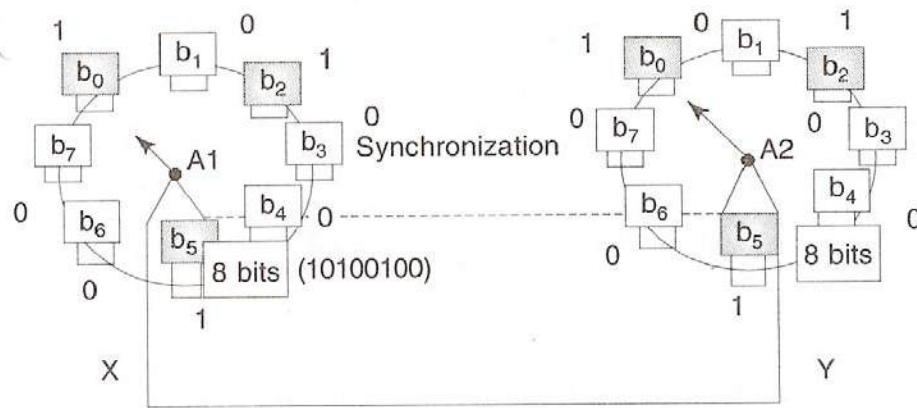 1 0 1 0 1
b₀ b₁ b₂ b₀ b₁ b₂
0 0 0
b₇ b₃ Synchronization b₇ b₃
A1 A2
0 b₆ b₄ 0 0 b₆ b₄ 0
b₅ 8 bits (10100100) b₅ 8 bits
0 0
1 1
X Y